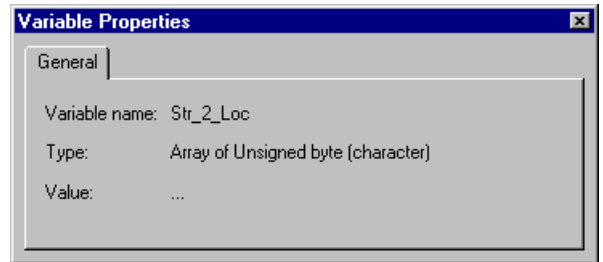 Variable Properties
General
Variable name: Str_2_Loc
Type: Array of Unsigned byte (character)
Value: ...